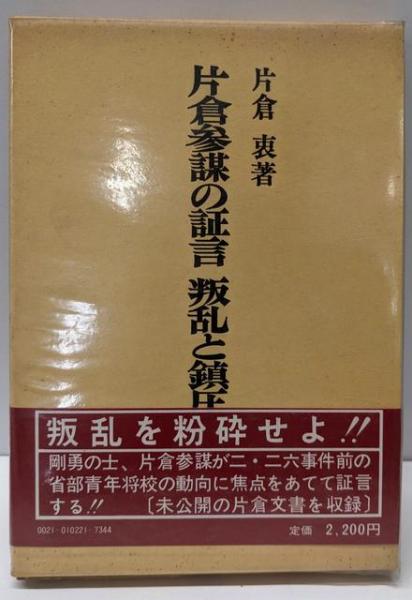 片倉 衷著
片倉参謀の証言 叛乱と鎮圧
叛乱を粉砕せよ!!
剛勇の士、片倉参謀が二・二六事件前の
省部青年将校の動向に焦点をあてて証言
する!! 〔未公開の片倉文書を収録〕
0021-010221-7344
定価 2,200円